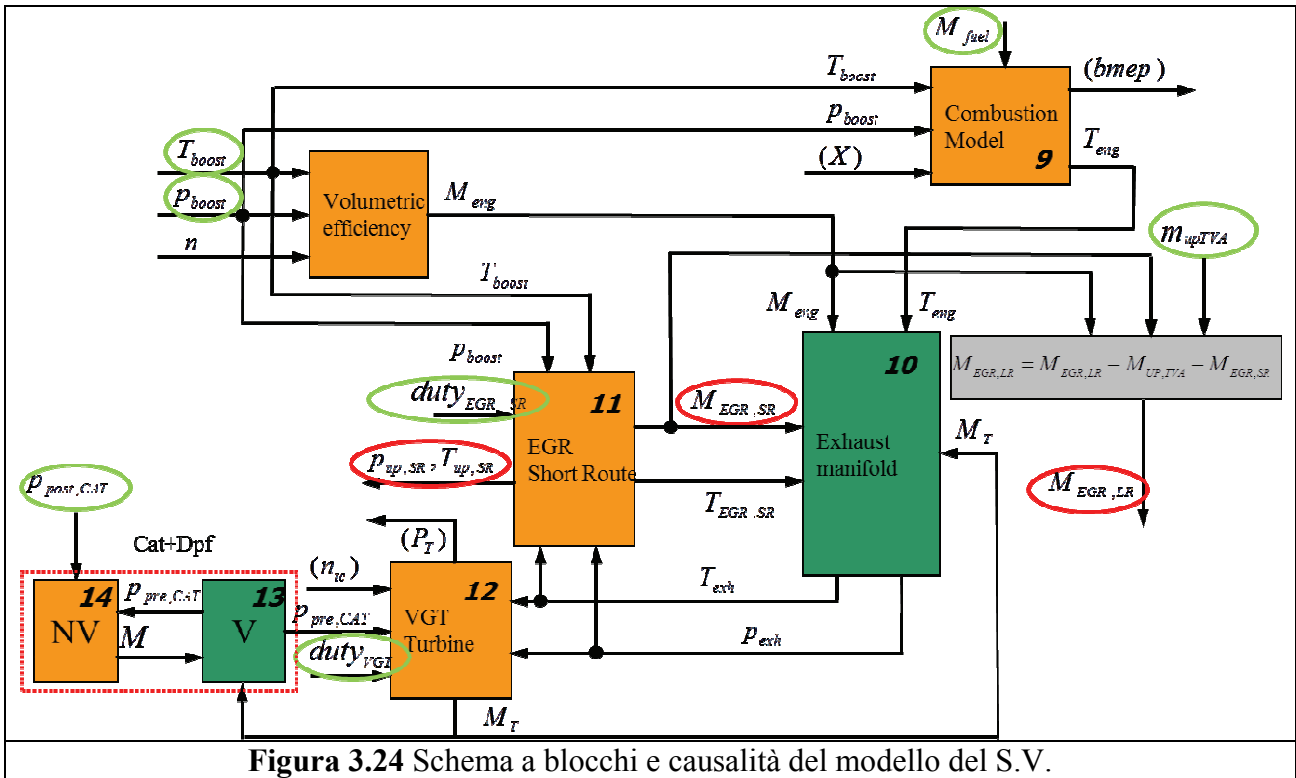 M fuel
T boost
(bmep)
p boost
Combustion
Model
9
(X)
T eng
T boost
p boost
n
Volumetric
efficiency
M eng
m upTVA
T boost
M eng
T eng
p boost
10
M EGR,LR = M EGR,LR − M UP,TVA − M EGR,SR
duty EGR_SR
11
M EGR,SR
EGR
Short Route
Exhaust
manifold
M T
p up,SR , T up,SR
M EGR,LR
T EGR,SR
p post,CAT
Cat+Dpf
(P T)
(n tc)
T exh
14
NV
p pre,CAT
M
13
V
p pre,CAT
12
VGT
Turbine
p exh
duty VGT
M T
Figura 3.24 Schema a blocchi e causalità del modello del S.V.